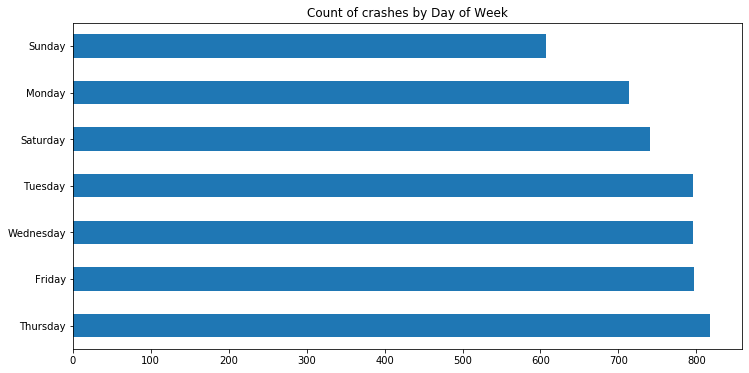 Count of crashes by Day of Week
Sunday
Monday
Saturday
Tuesday
Wednesday
Friday
Thursday
0 100 200 300 400 500 600 700 800